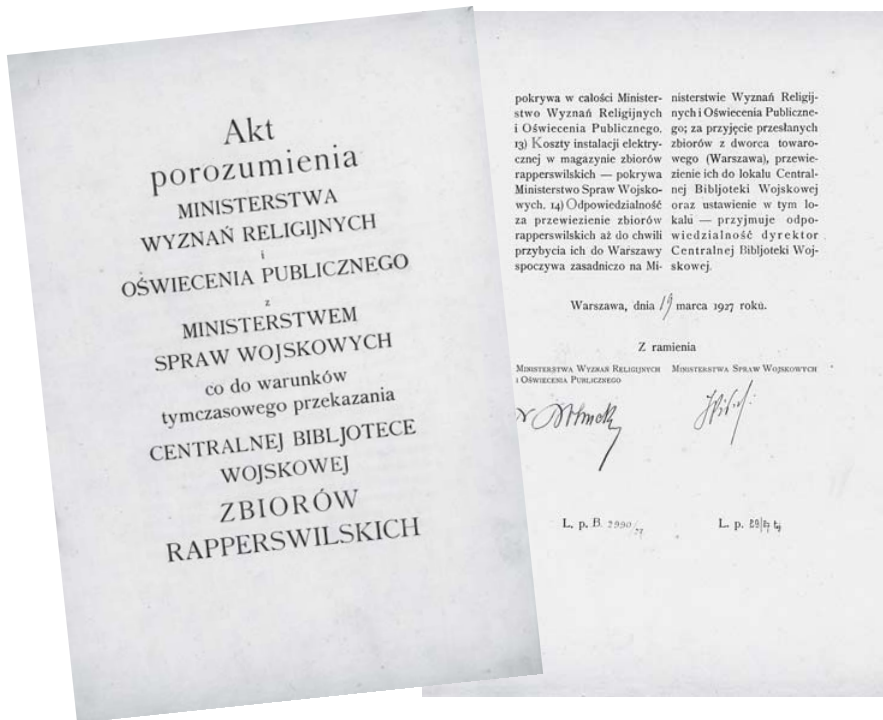 Akt
porozumienia
MINISTERSTWA
WYZNAŃ RELIGIJNYCH
i
OŚWIECENIA PUBLICZNEGO
z
MINISTERSTWEM
SPRAW WOJSKOWYCH
co do warunków
tymczasowego przekazania
CENTRALNEJ BIBLJOTECE
WOJSKOWEJ
ZBIORÓW
RAPPERSWILSKICH
pokrywa w całości Minister-
stwo Wyznań Religijnych
i Oświecenia Publicznego.
13) Koszty instalacji elektry-
cznej w magazynie zbiorów
rapperswilskich — pokrywa
Ministerstwo Spraw Wojsko-
wych. 14) Odpowiedzialność
za przewiezienie zbiorów
rapperswilskich aż do chwili
przybycia ich do Warszawy
spoczywa zasadniczo na Mi-
nisterstwie Wyznań Religij-
nych i Oświecenia Publiczne-
go; za przyjęcie przesłanych
zbiorów z dworca towaro-
wego (Warszawa), przewie-
zienie ich do lokalu Central-
nej Bibljoteki Wojskowej
oraz ustawienie w tym lo-
kalu — przyjmuje odpo-
wiedzialność dyrektor
Centralnej Bibljoteki Woj-
skowej.
Warszawa, dnia 19 marca 1927 roku.
Z ramienia
Ministerstwa Wyznań Religijnych
i Oświecenia Publicznego
Ministerstwa Spraw Wojskowych
L. p. B. 2990/27
L. p.